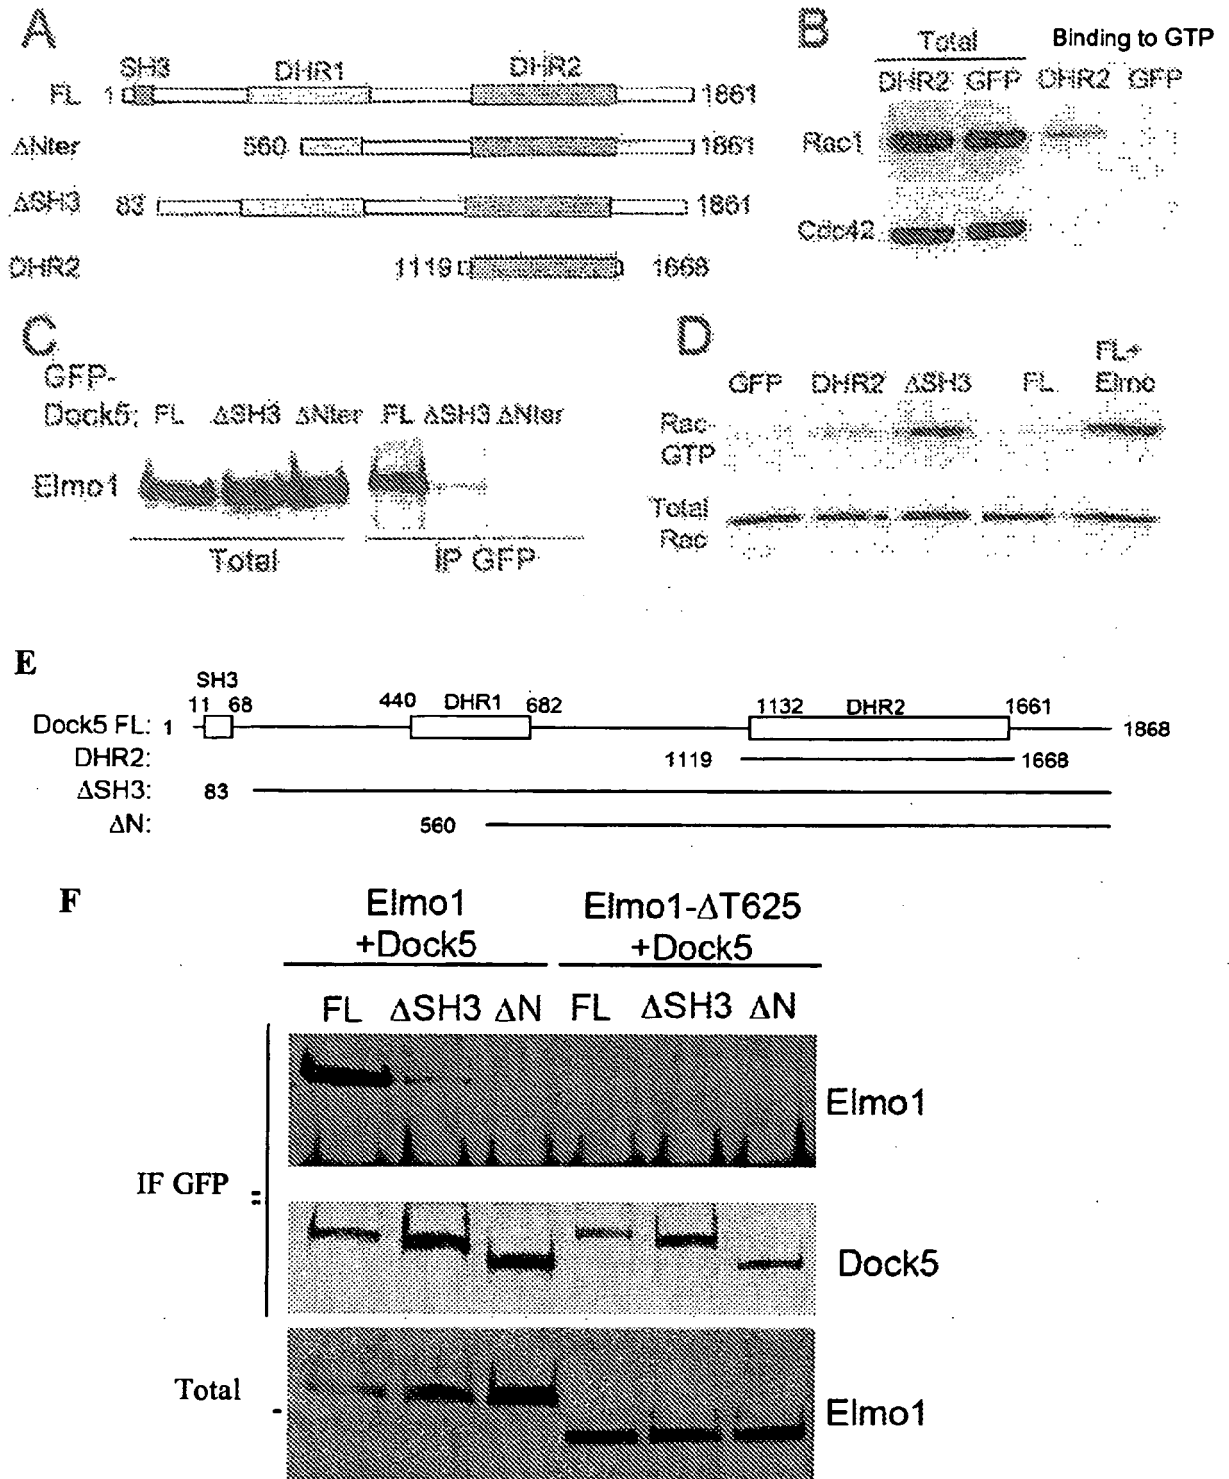 A
SH3 DHR1 DHR2
FL 1 1861
ΔNter 560 1861
ΔSH3 83 1861
DHR2 1119 1668
B
Total Binding to GTP
DHR2 GFP DHR2 GFP
Rac1
Cdc42
C
GFP-
Dock5: FL ΔSH3 ΔNter FL ΔSH3 ΔNter
Elmo1
Total IP GFP
D
FL+
GFP DHR2 ΔSH3 FL Elmo
Rac-
GTP
Total
Rac
E
SH3
11 68 440 DHR1 682 1132 DHR2 1661
Dock5 FL: 1 1868
DHR2: 1119 1668
ΔSH3: 83
ΔN: 560
F
Elmo1 Elmo1-ΔT625
+Dock5 +Dock5
FL ΔSH3 ΔN FL ΔSH3 ΔN
Elmo1
IF GFP
Dock5
Total
Elmo1